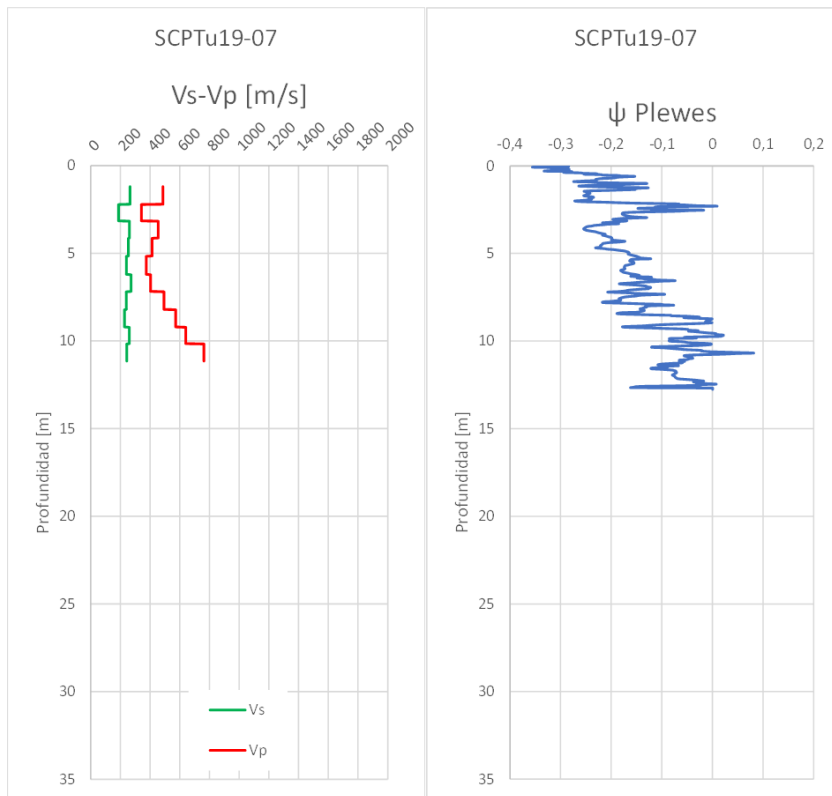 SCPTu19-07
Vs-Vp [m/s]
0 200 400 600 800 1000 1200 1400 1600 1800 2000
0
5
10
15
20
25
30
35
Profundidad [m]
Vs
Vp
SCPTu19-07
ψ Plewes
-0,4 -0,3 -0,2 -0,1 0 0,1 0,2
0
5
10
15
20
25
30
35
Profundidad [m]